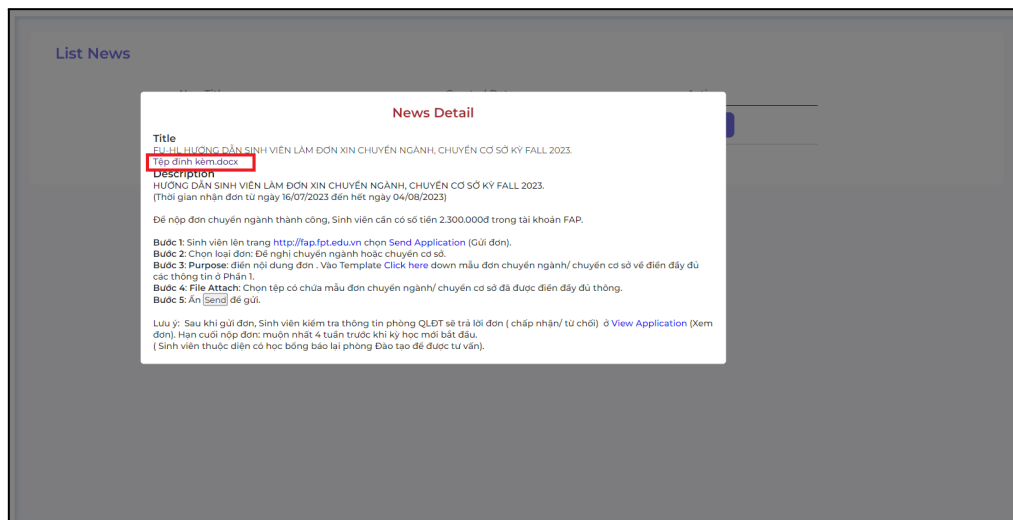 List News
News Detail
Title
FU-HL HƯỚNG DẪN SINH VIÊN LÀM ĐƠN XIN CHUYỂN NGÀNH, CHUYỂN CƠ SỞ KỲ FALL 2023.
Tệp đính kèm.docx
Description
HƯỚNG DẪN SINH VIÊN LÀM ĐƠN XIN CHUYỂN NGÀNH, CHUYỂN CƠ SỞ KỲ FALL 2023.
(Thời gian nhận đơn từ ngày 16/07/2023 đến hết ngày 04/08/2023)
Để nộp đơn chuyển ngành thành công, Sinh viên cần có số tiền 2.300.000đ trong tài khoản FAP.
Bước 1: Sinh viên lên trang http://fap.fpt.edu.vn chọn Send Application (Gửi đơn).
Bước 2: Chọn loại đơn: Đề nghị chuyển ngành hoặc chuyển cơ sở.
Bước 3: Purpose: điền nội dung đơn . Vào Template Click here down mẫu đơn chuyển ngành/ chuyển cơ sở về điền đầy đủ
các thông tin ở Phần 1.
Bước 4: File Attach: Chọn tệp có chứa mẫu đơn chuyển ngành/ chuyển cơ sở đã được điền đầy đủ thông.
Bước 5: Ấn Send để gửi.
Lưu ý: Sau khi gửi đơn, Sinh viên kiểm tra thông tin phòng QLĐT sẽ trả lời đơn ( chấp nhận/ từ chối) ở View Application (Xem
đơn). Hạn cuối nộp đơn: muộn nhất 4 tuần trước khi kỳ học mới bắt đầu.
( Sinh viên thuộc diện có học bổng báo lại phòng Đào tạo để được tư vấn).